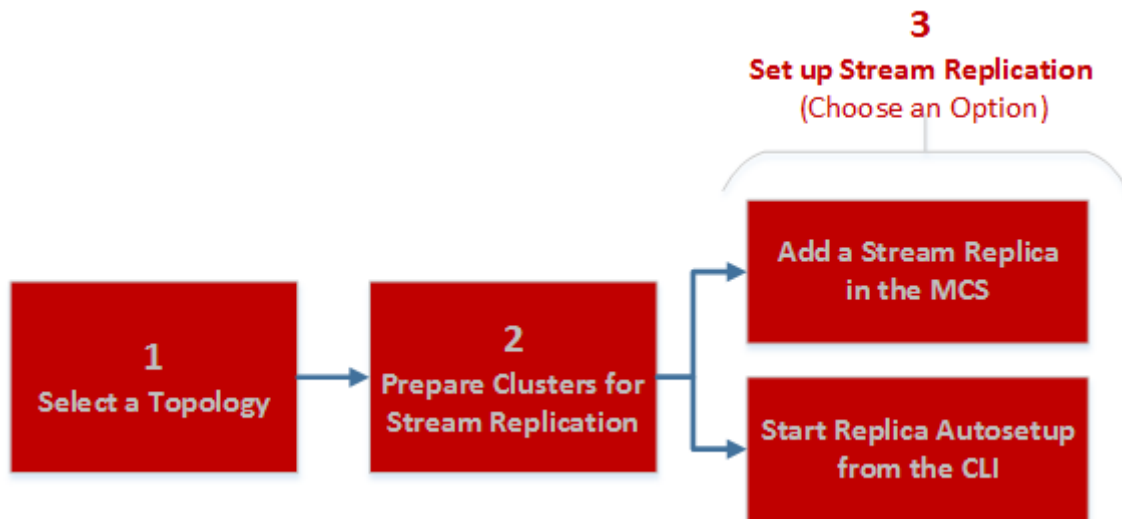 1
Select a Topology
2
Prepare Clusters for
Stream Replication
3
Set up Stream Replication
(Choose an Option)
Add a Stream Replica
in the MCS
Start Replica Autosetup
from the CLI